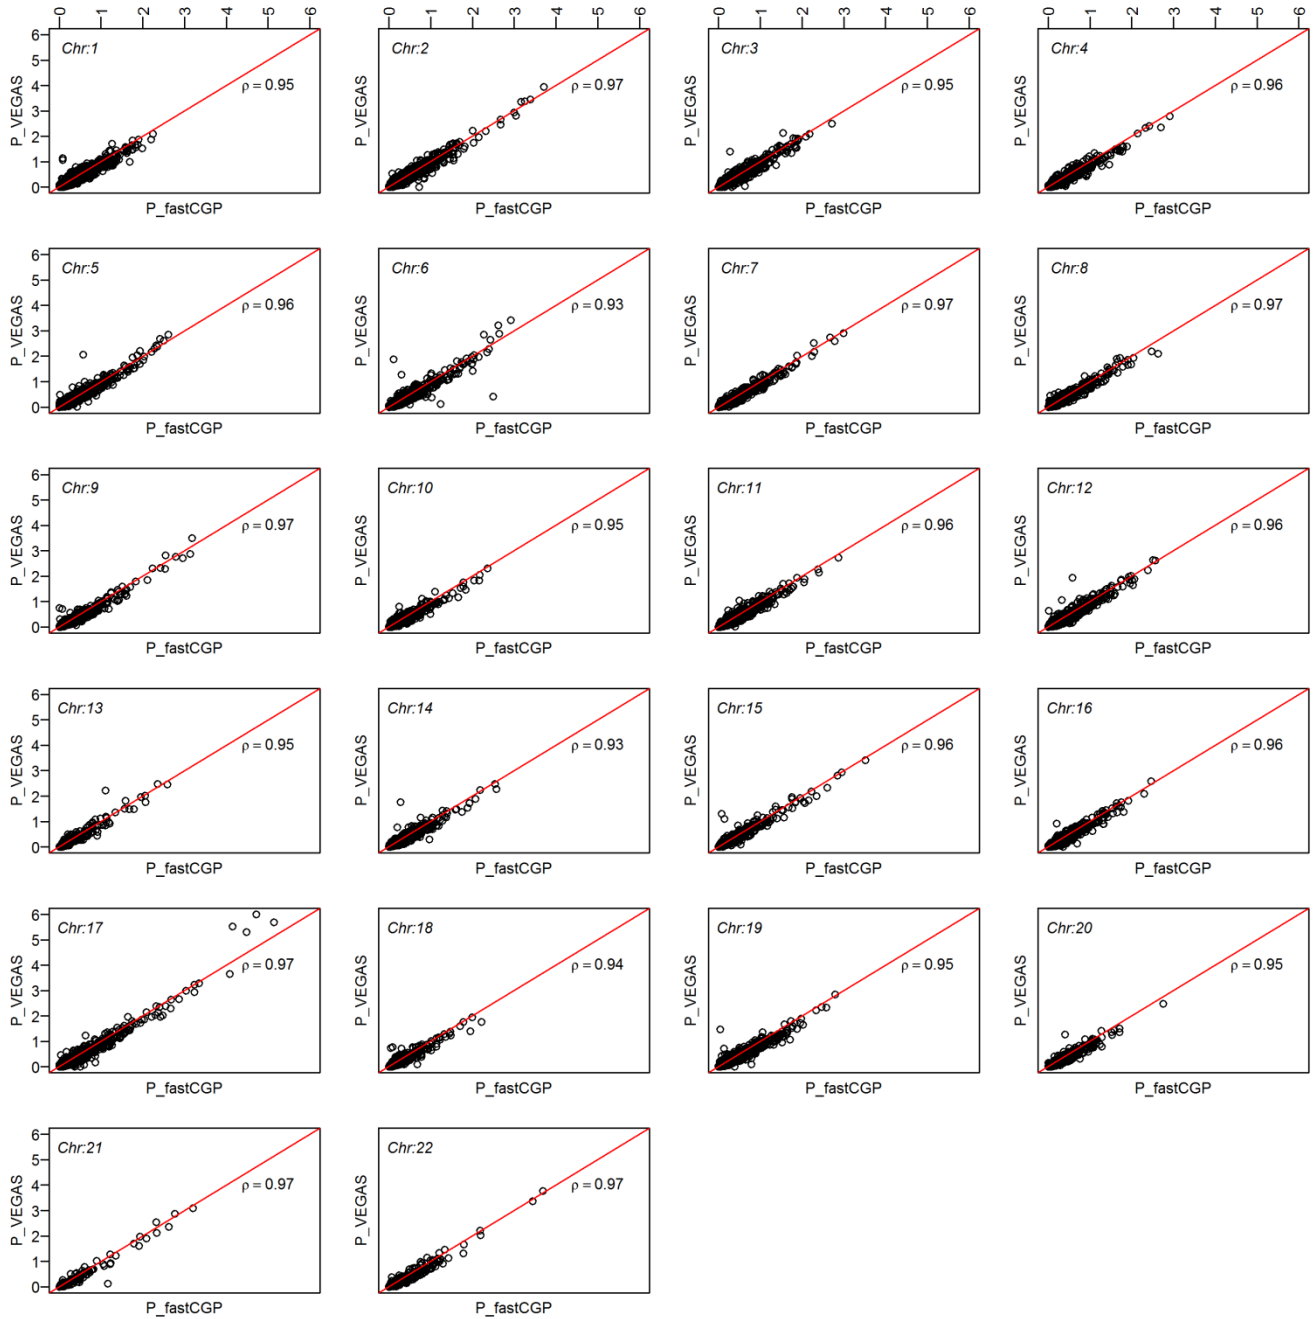 0 1 2 3 4 5 6 0 1 2 3 4 5 6 0 1 2 3 4 5 6 0 1 2 3 4 5 6
Chr:1
ρ = 0.95
P_VEGAS
0 1 2 3 4 5 6
P_fastCGP
Chr:2
ρ = 0.97
P_VEGAS
P_fastCGP
Chr:3
ρ = 0.95
P_VEGAS
P_fastCGP
Chr:4
ρ = 0.96
P_VEGAS
P_fastCGP
Chr:5
ρ = 0.96
P_VEGAS
0 1 2 3 4 5 6
P_fastCGP
Chr:6
ρ = 0.93
P_VEGAS
P_fastCGP
Chr:7
ρ = 0.97
P_VEGAS
P_fastCGP
Chr:8
ρ = 0.97
P_VEGAS
P_fastCGP
Chr:9
ρ = 0.97
P_VEGAS
0 1 2 3 4 5 6
P_fastCGP
Chr:10
ρ = 0.95
P_VEGAS
P_fastCGP
Chr:11
ρ = 0.96
P_VEGAS
P_fastCGP
Chr:12
ρ = 0.96
P_VEGAS
P_fastCGP
Chr:13
ρ = 0.95
P_VEGAS
0 1 2 3 4 5 6
P_fastCGP
Chr:14
ρ = 0.93
P_VEGAS
P_fastCGP
Chr:15
ρ = 0.96
P_VEGAS
P_fastCGP
Chr:16
ρ = 0.96
P_VEGAS
P_fastCGP
Chr:17
ρ = 0.97
P_VEGAS
0 1 2 3 4 5 6
P_fastCGP
Chr:18
ρ = 0.94
P_VEGAS
P_fastCGP
Chr:19
ρ = 0.95
P_VEGAS
P_fastCGP
Chr:20
ρ = 0.95
P_VEGAS
P_fastCGP
Chr:21
ρ = 0.97
P_VEGAS
0 1 2 3 4 5 6
P_fastCGP
Chr:22
ρ = 0.97
P_VEGAS
P_fastCGP